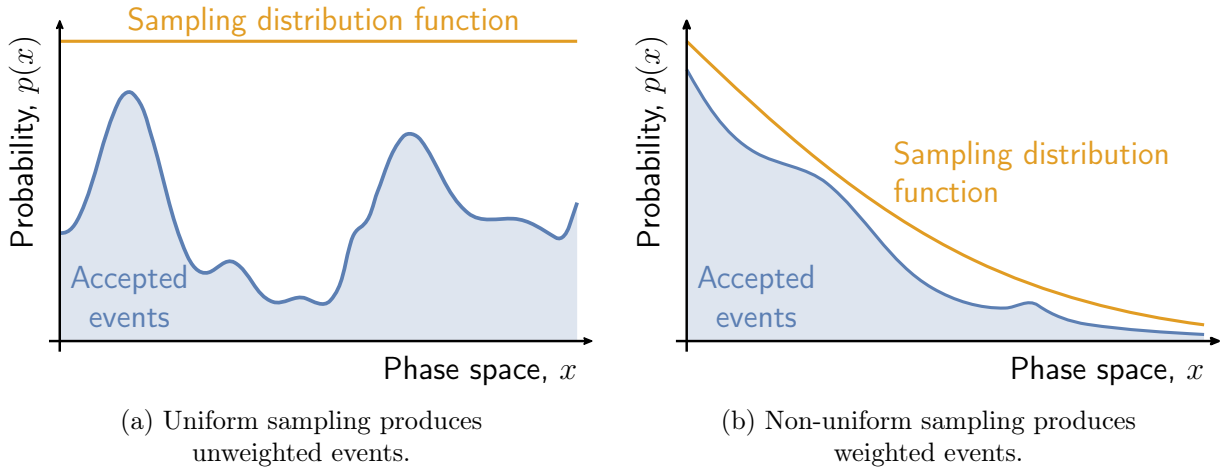 Sampling distribution function
Probability, p(x)
Accepted
events
Phase space, x
(a) Uniform sampling produces
unweighted events.
Probability, p(x)
Sampling distribution
function
Accepted
events
Phase space, x
(b) Non-uniform sampling produces
weighted events.